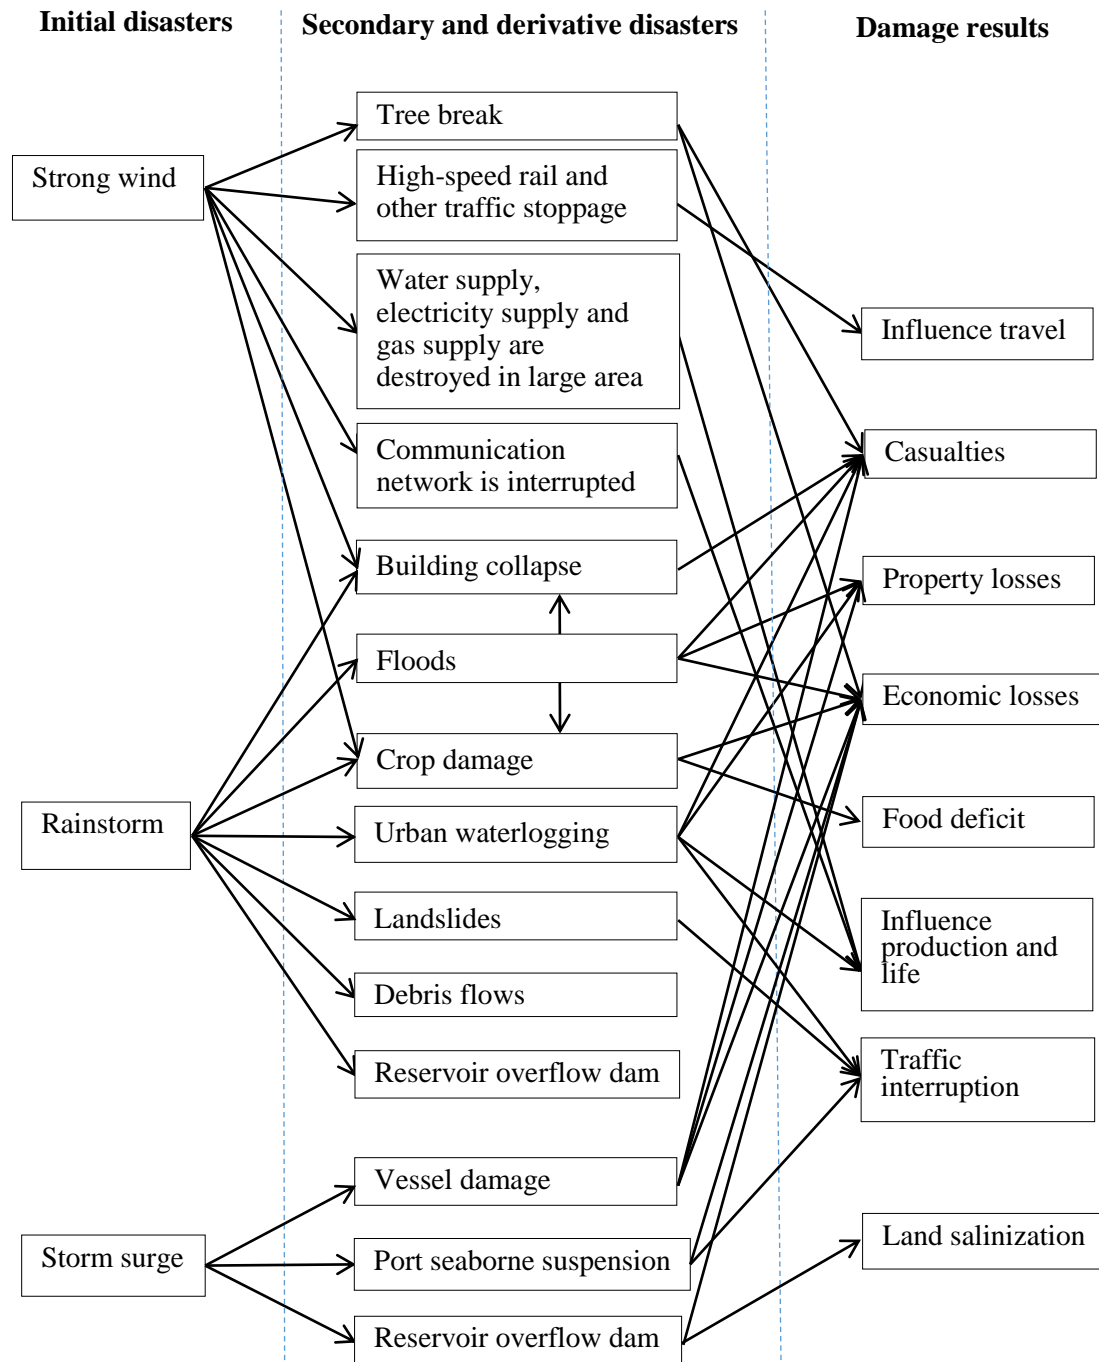 Initial disasters
Secondary and derivative disasters
Damage results
Strong wind
Rainstorm
Storm surge
Tree break
High-speed rail and
other traffic stoppage
Water supply,
electricity supply and
gas supply are
destroyed in large area
Communication
network is interrupted
Building collapse
Floods
Crop damage
Urban waterlogging
Landslides
Debris flows
Reservoir overflow dam
Vessel damage
Port seaborne suspension
Reservoir overflow dam
Influence travel
Casualties
Property losses
Economic losses
Food deficit
Influence
production and
life
Traffic
interruption
Land salinization